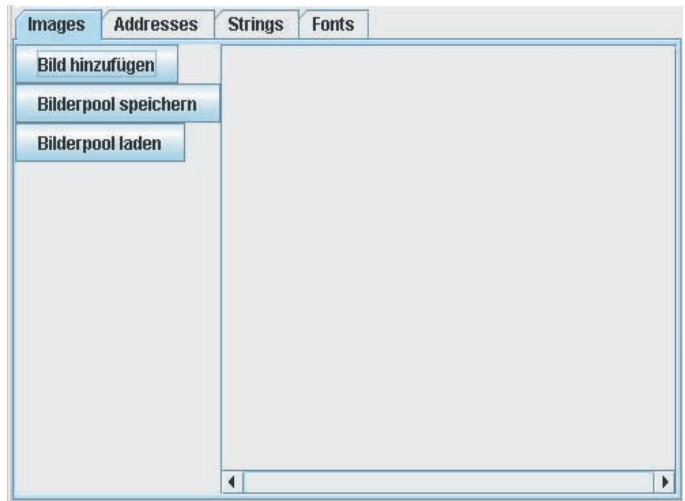 Images Addresses Strings Fonts
Bild hinzufügen
Bilderpool speichern
Bilderpool laden